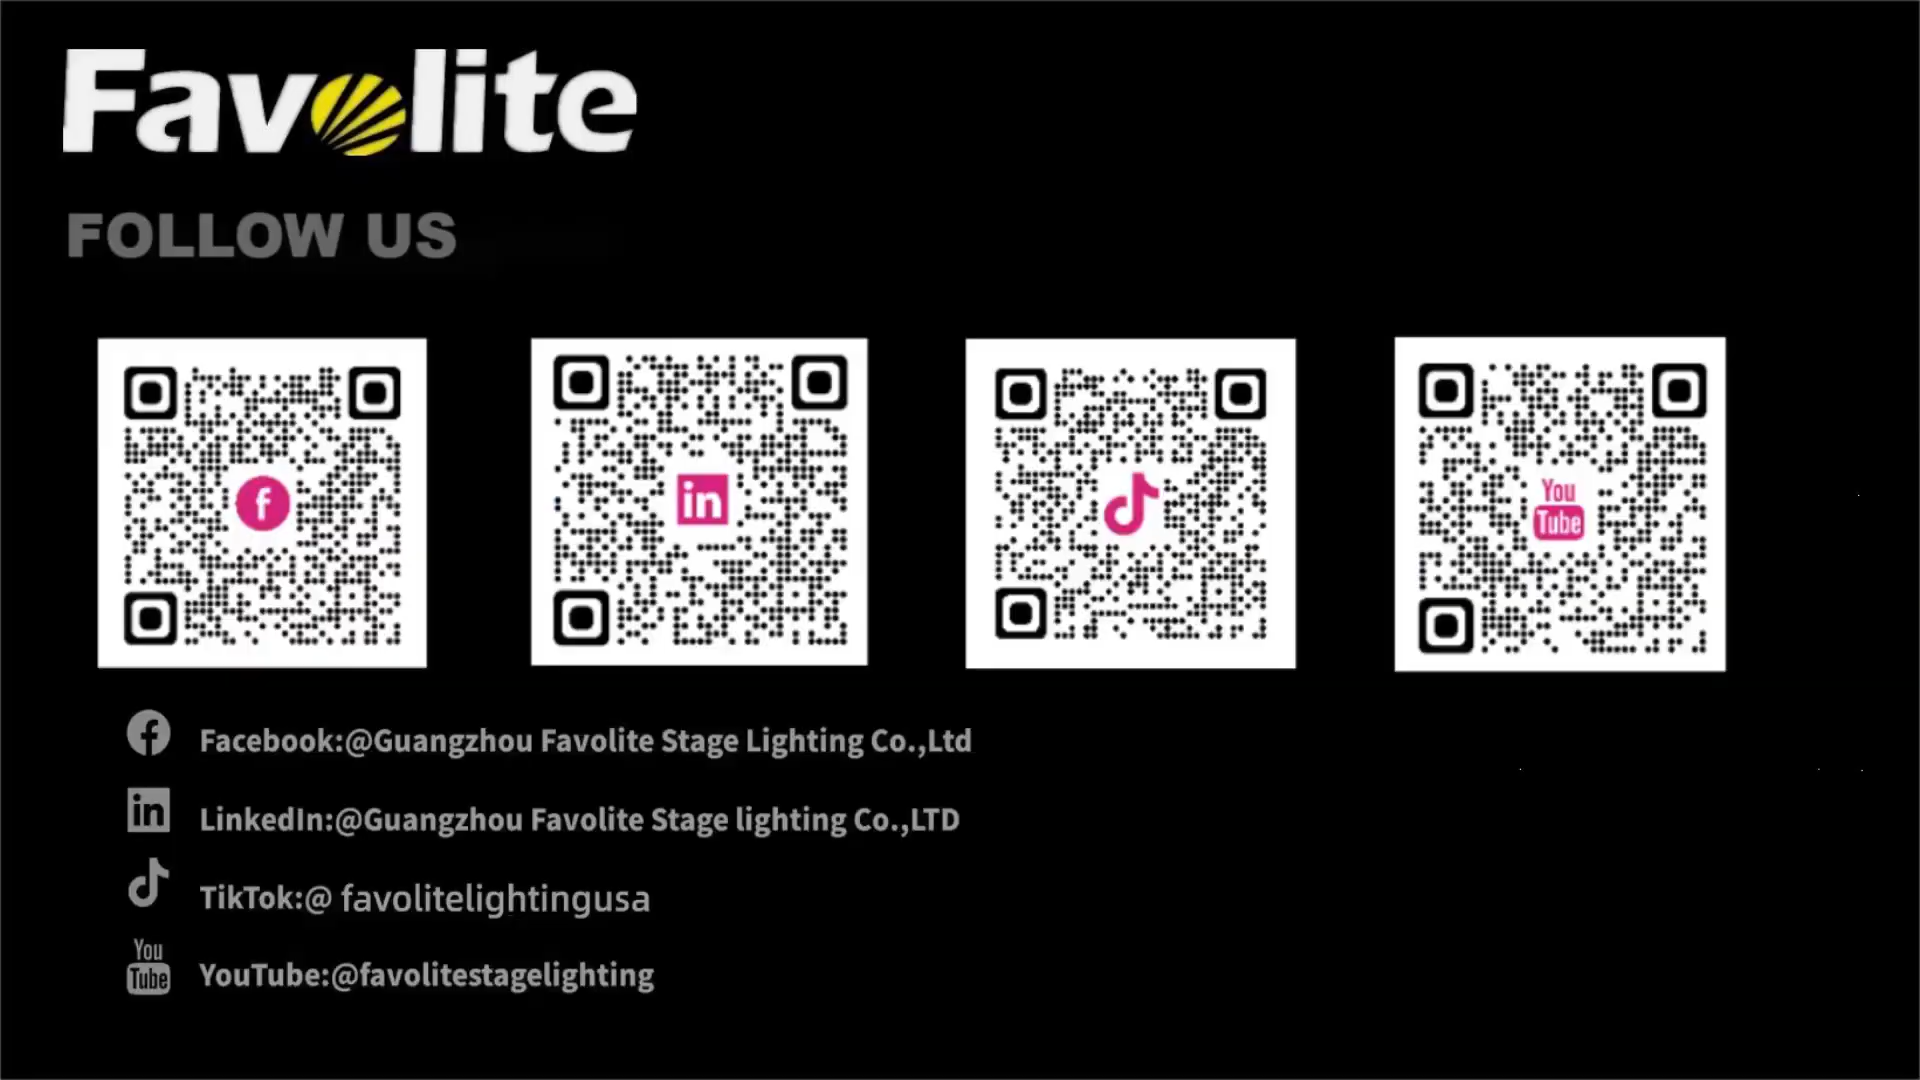 Favolite
FOLLOW US
f
in
You
Tube
Facebook:@Guangzhou Favolite Stage Lighting Co.,Ltd
in
LinkedIn:@Guangzhou Favolite Stage lighting Co.,LTD
TikTok:@ favolitelightingusa
You
Tube
YouTube:@favolitestagelighting